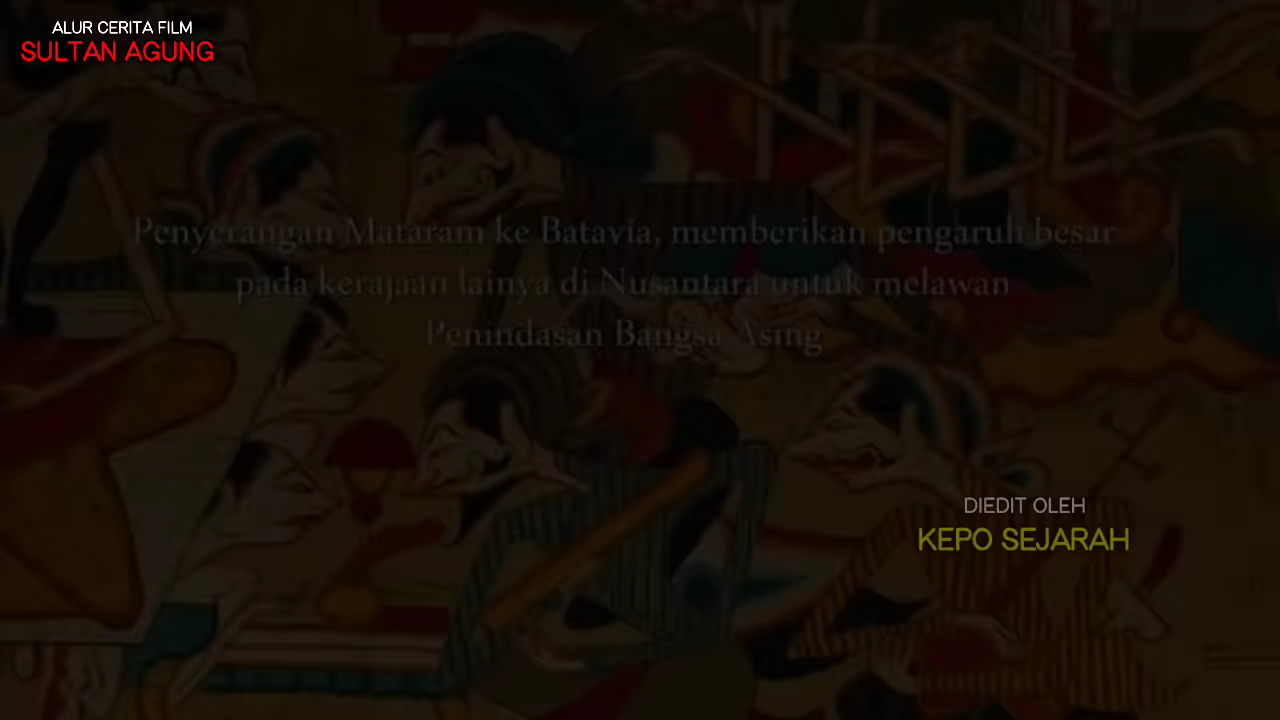 ALUR CERITA FILM
SULTAN AGUNG
Penyerangan Mataram ke Batavia, memberikan pengaruh besar
pada kerajaan lainya di Nusantara untuk melawan
Penindasan Bangsa Asing
DIEDIT OLEH
KEPO SEJARAH